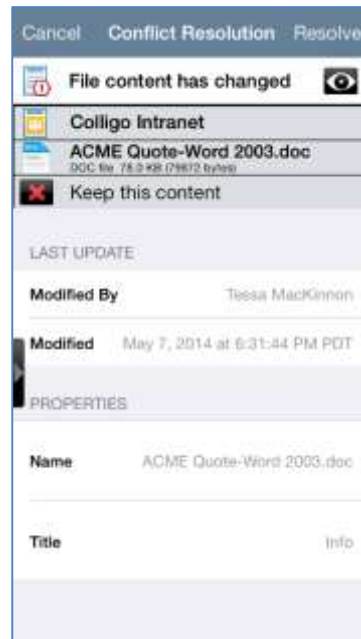 Cancel Conflict Resolution Resolve
File content has changed
Colligo Intranet
ACME Quote-Word 2003.doc
DOC file 78.0 KB (79872 bytes)
Keep this content
LAST UPDATE
Modified By Tessa MacKinnon
Modified May 7, 2014 at 6:31:44 PM PDT
PROPERTIES
Name ACME Quote-Word 2003.doc
Title Info